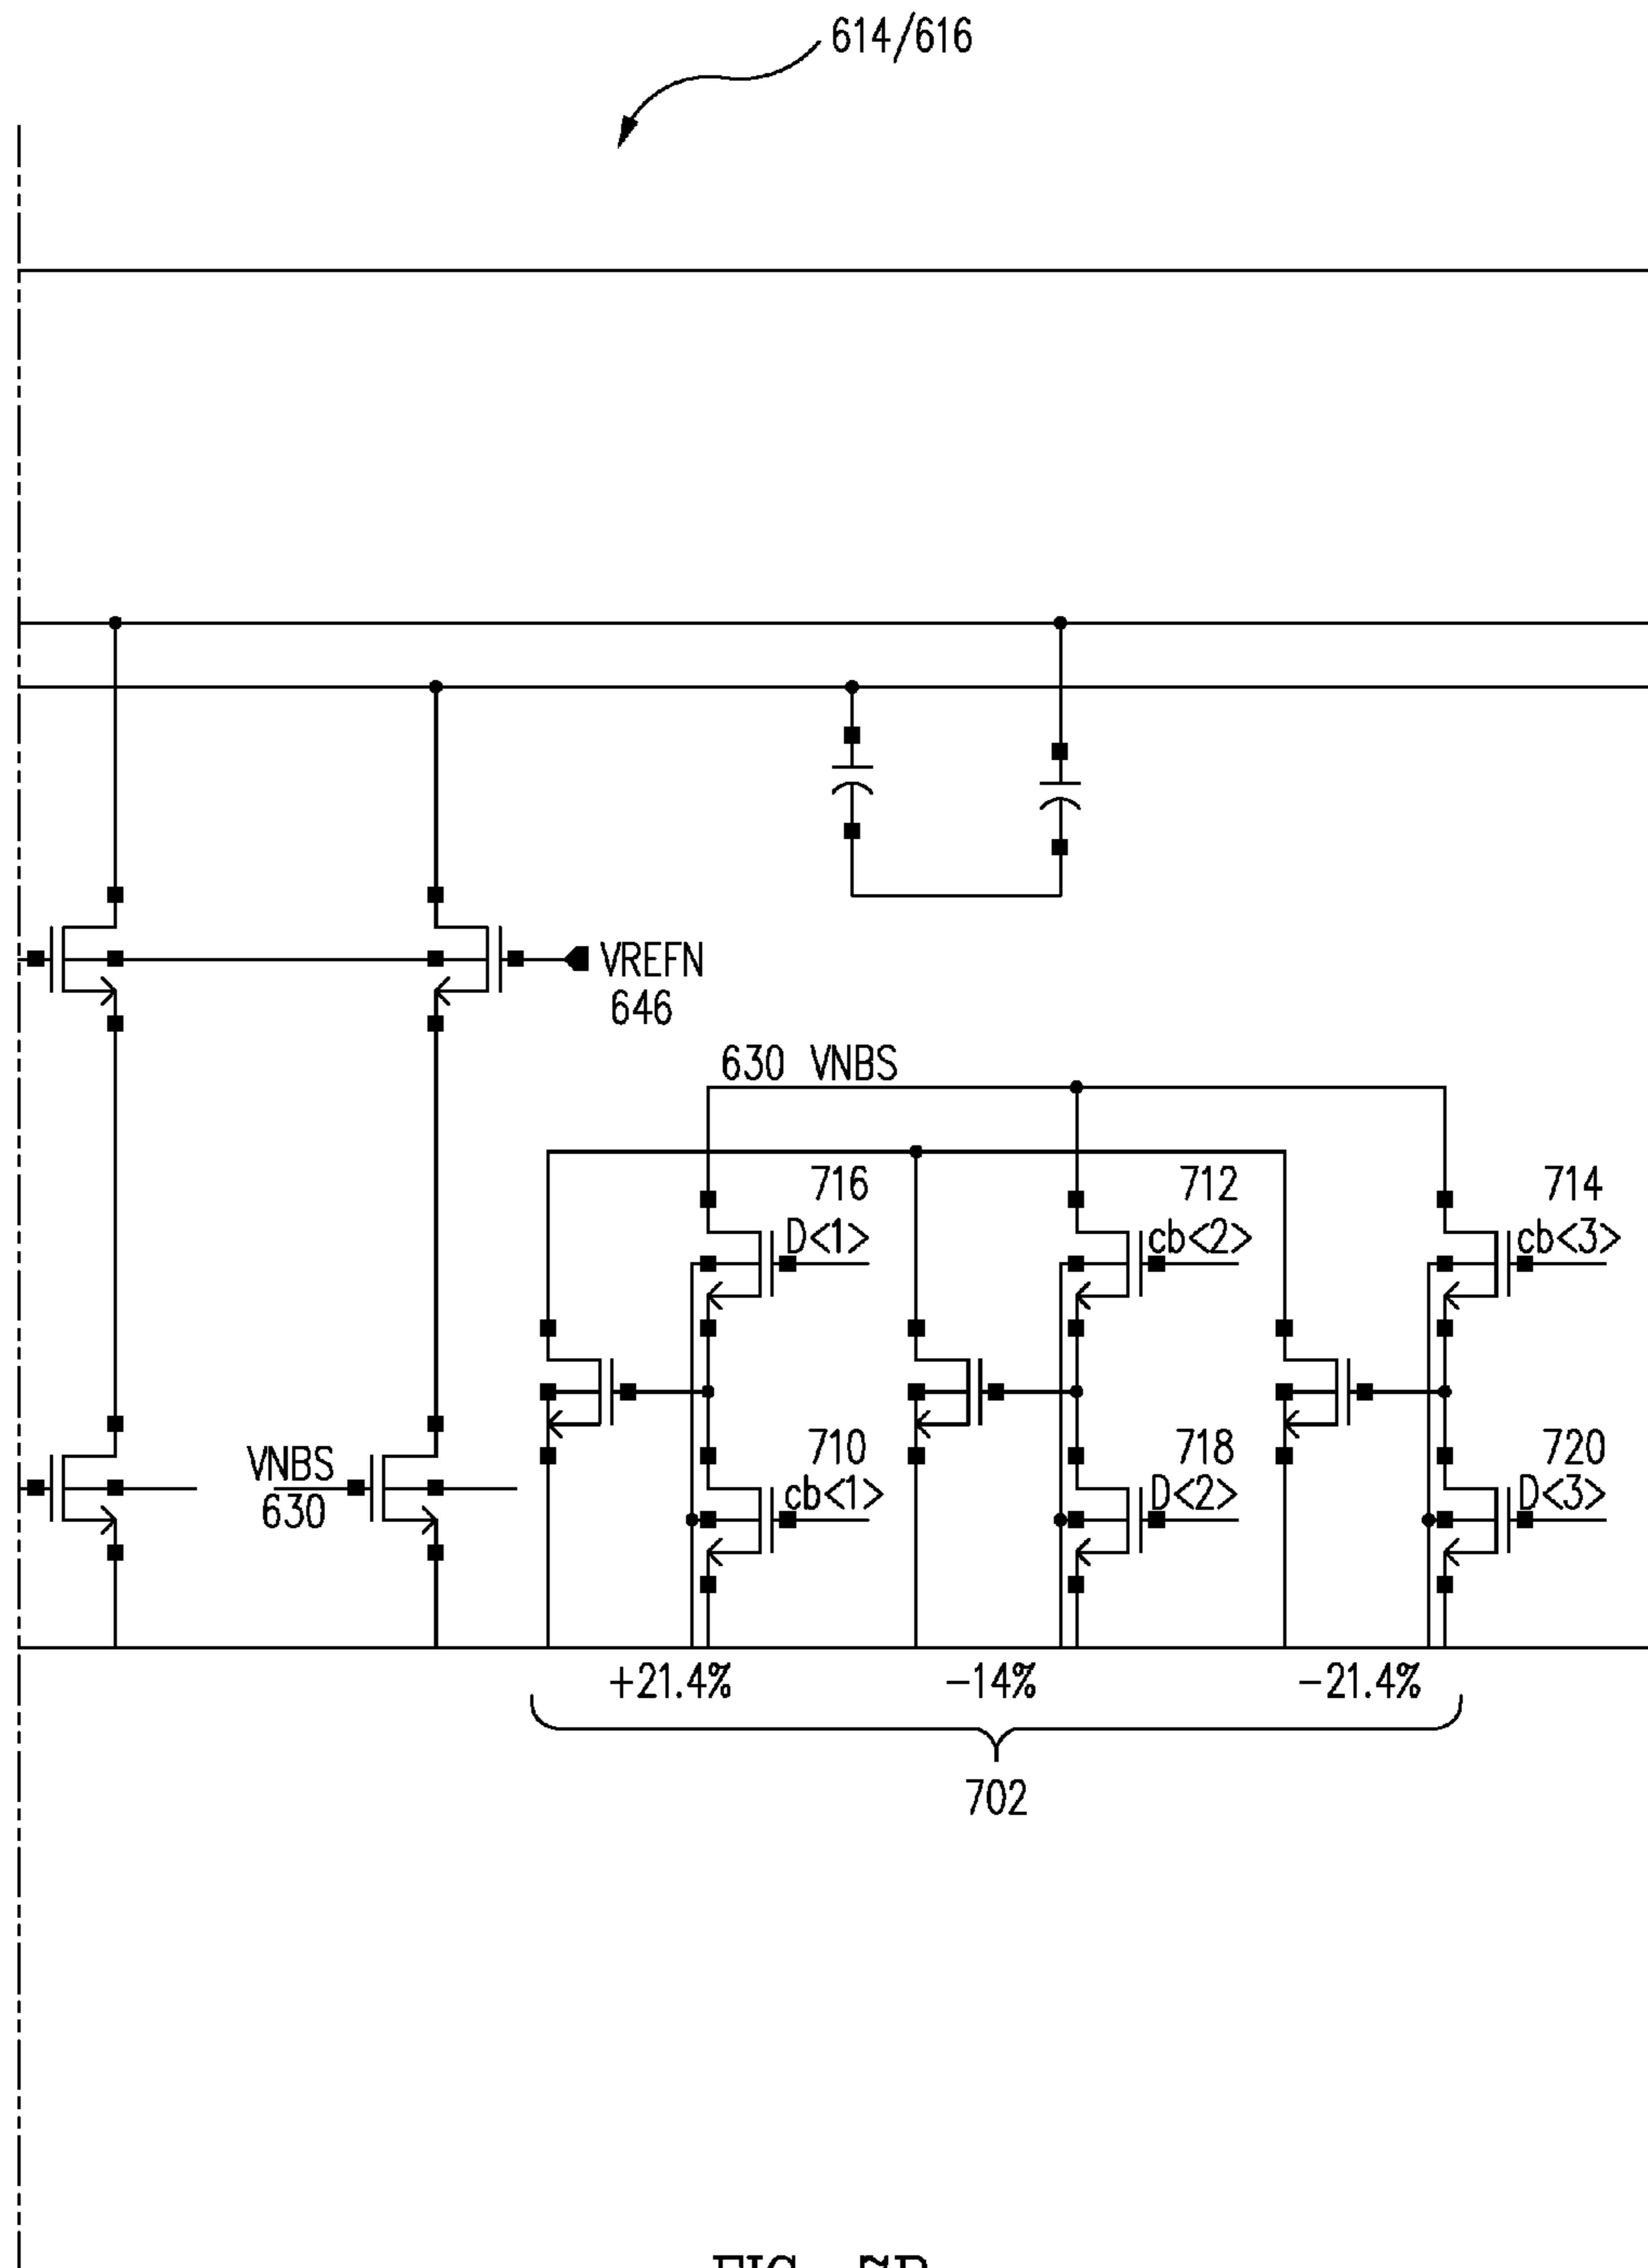 614/616
VREFN
646
630 VNBS
716
D<1>
712
cb<2>
714
cb<3>
VNBS
630
710
cb<1>
718
D<2>
720
D<3>
+21.4%
-14%
-21.4%
702